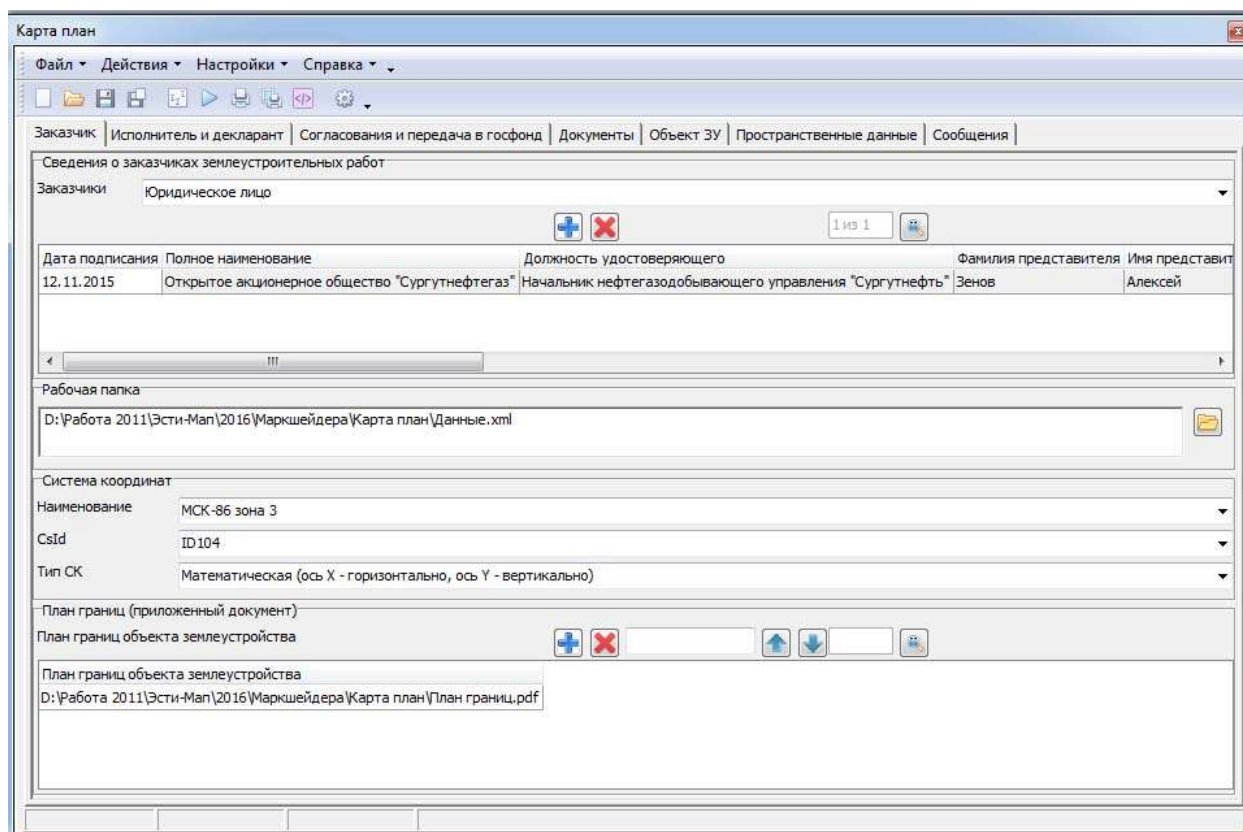 Карта план
Файл Действия Настройки Справка
Заказчик Исполнитель и декларант Согласования и передача в госфонд Документы Объект ЗУ Пространственные данные Сообщения
Сведения о заказчиках землеустроительных работ
Заказчики Юридическое лицо
1 из 1
Дата подписания Полное наименование Должность удостоверяющего Фамилия представителя Имя представит
12.11.2015 Открытое акционерное общество "Сургутнефтегаз" Начальник нефтегазодобывающего управления "Сургутнефть" Зенов Алексей
Рабочая папка
D:\Работа 2011\Эсти-Мап\2016\Маркшейдера\Карта план\Данные.xml
Система координат
Наименование МСК-86 зона 3
CsId ID104
Тип СК Математическая (ось X - горизонтально, ось Y - вертикально)
План границ (приложенный документ)
План границ объекта землеустройства
План границ объекта землеустройства
D:\Работа 2011\Эсти-Мап\2016\Маркшейдера\Карта план\План границ.pdf